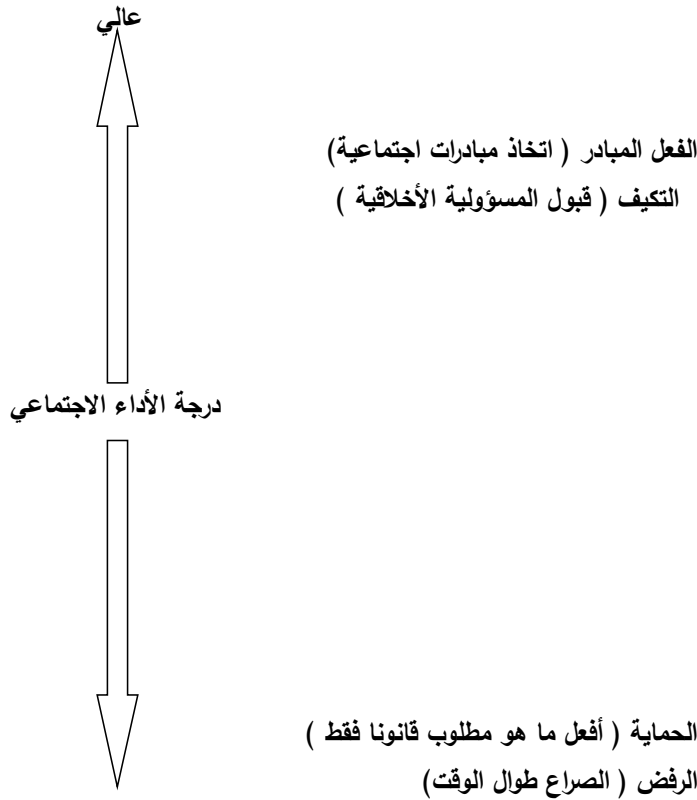 عالي
الفعل المبادر ( اتخاذ مبادرات اجتماعية)
التكيف ( قبول المسؤولية الأخلاقية )
درجة الأداء الاجتماعي
الحماية ( أفعل ما هو مطلوب قانونا فقط )
الرفض ( الصراع طوال الوقت)